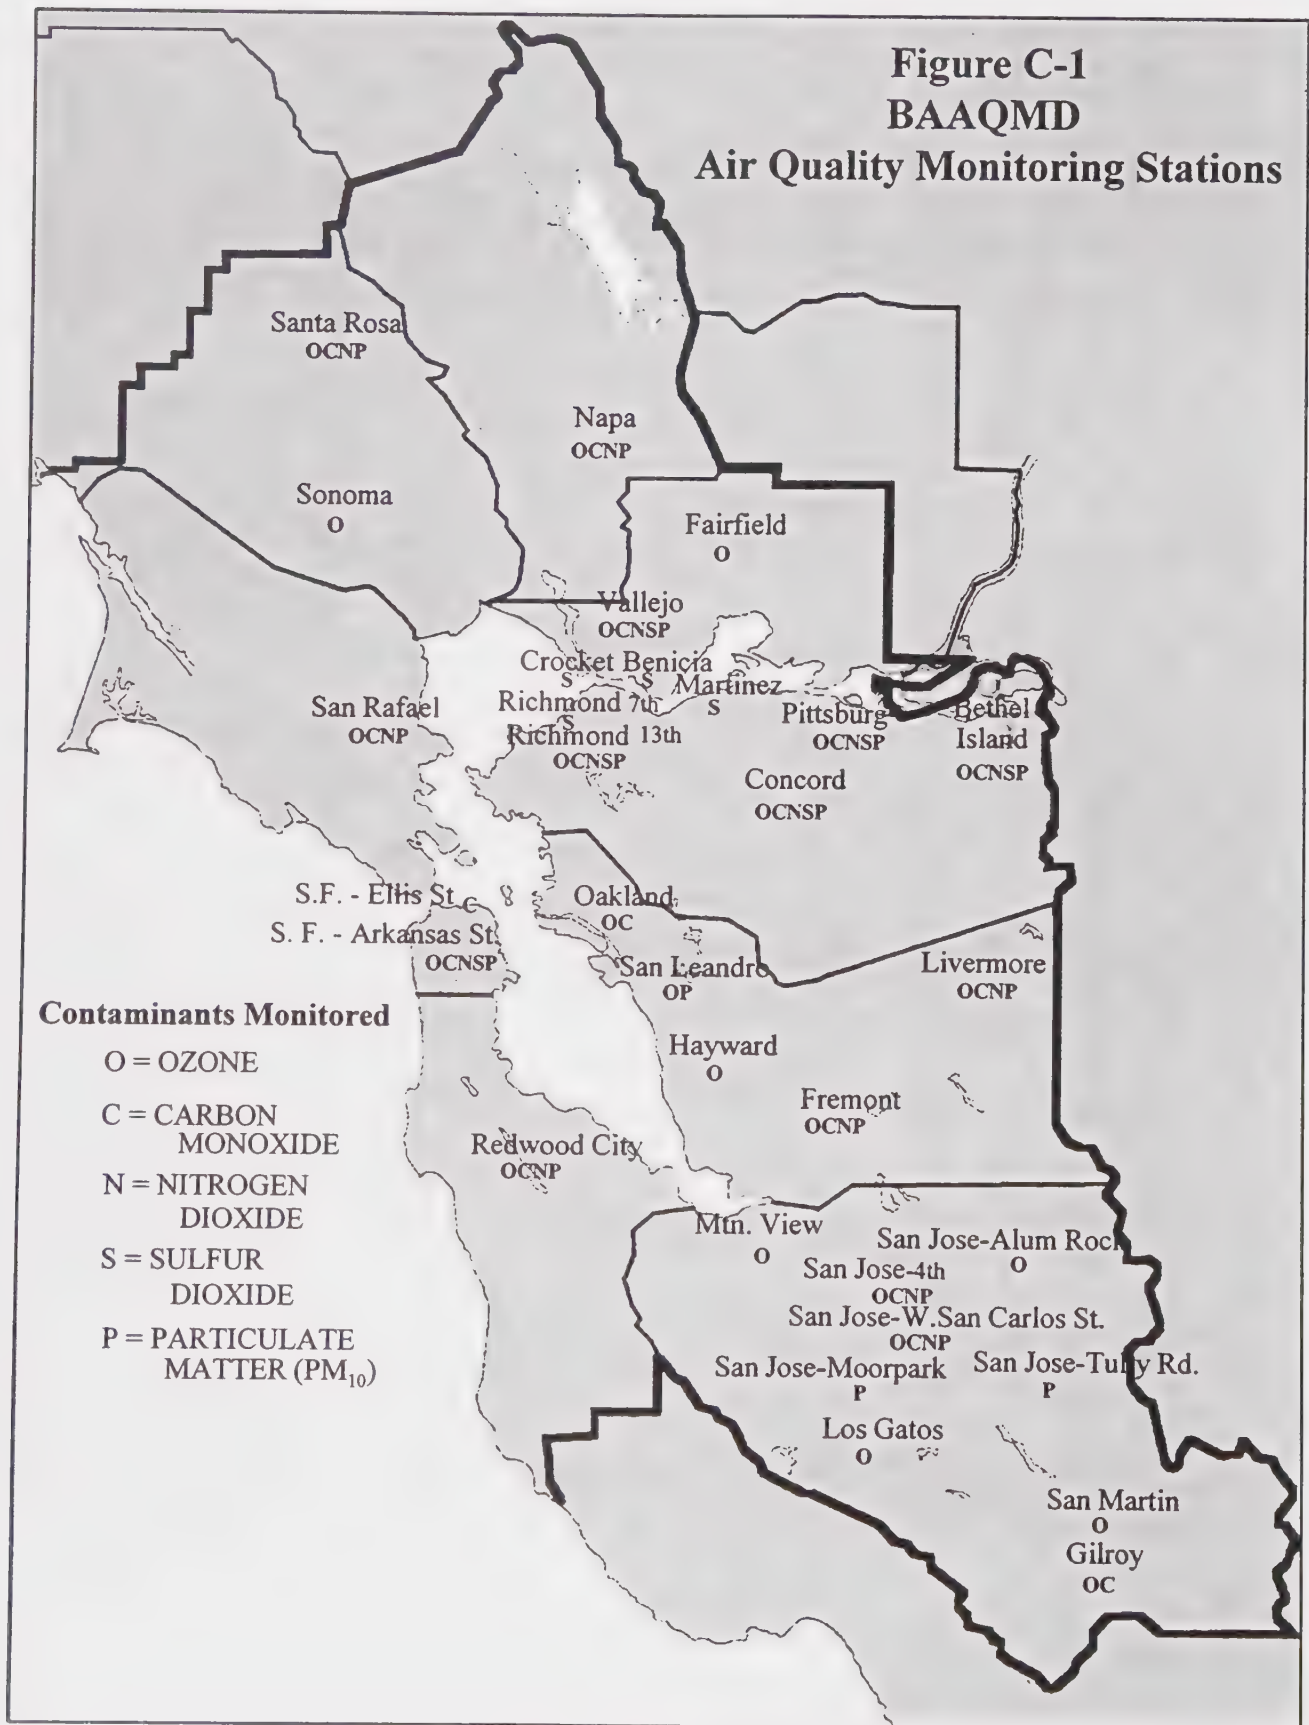 Figure C-1
BAAQMD
Air Quality Monitoring Stations
Santa Rosa
OCNP
Napa
OCNP
Sonoma
O
Fairfield
O
Vallejo
OCNSP
Crocket
S
Benicia
S
Martinez
S
Richmond 7th
S
Richmond 13th
OCNSP
San Rafael
OCNP
Pittsburg
OCNSP
Bethel
Island
OCNSP
Concord
OCNSP
S.F. - Ellis St.
C
S. F. - Arkansas St.
OCNSP
Oakland
OC
San Leandro
OP
Livermore
OCNP
Hayward
O
Fremont
OCNP
Redwood City
OCNP
Contaminants Monitored
O = OZONE
C = CARBON
MONOXIDE
N = NITROGEN
DIOXIDE
S = SULFUR
DIOXIDE
P = PARTICULATE
MATTER (PM10)
Mtn. View
O
San Jose-Alum Rock
O
San Jose-4th
OCNP
San Jose-W.San Carlos St.
OCNP
San Jose-Moorpark
P
San Jose-Tully Rd.
P
Los Gatos
O
San Martin
O
Gilroy
OC